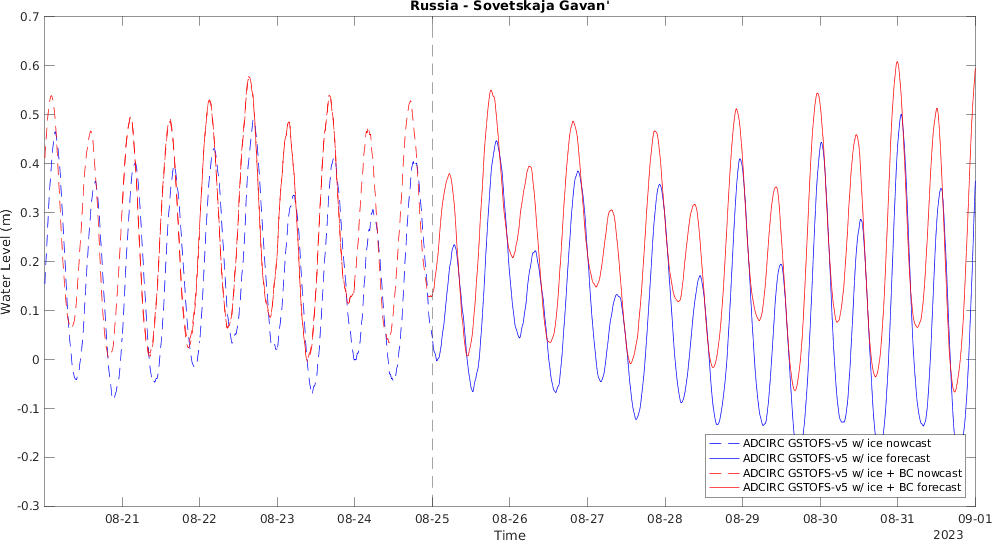 Russia - Sovetskaja Gavan'
0.7
0.6
0.5
0.4
0.3
0.2
0.1
0
-0.1
-0.2
-0.3
Water Level (m)
ADCIRC GSTOFS-v5 w/ ice nowcast
ADCIRC GSTOFS-v5 w/ ice forecast
ADCIRC GSTOFS-v5 w/ ice + BC nowcast
ADCIRC GSTOFS-v5 w/ ice + BC forecast
08-21 08-22 08-23 08-24 08-25 08-26 08-27 08-28 08-29 08-30 08-31 09-01
Time
2023